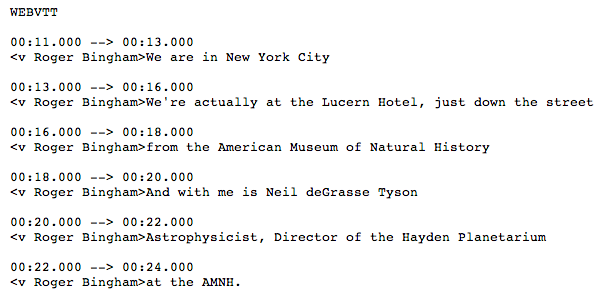 WEBVTT
00:11.000 --> 00:13.000
<v Roger Bingham>We are in New York City
00:13.000 --> 00:16.000
<v Roger Bingham>We're actually at the Lucern Hotel, just down the street
00:16.000 --> 00:18.000
<v Roger Bingham>from the American Museum of Natural History
00:18.000 --> 00:20.000
<v Roger Bingham>And with me is Neil deGrasse Tyson
00:20.000 --> 00:22.000
<v Roger Bingham>Astrophysicist, Director of the Hayden Planetarium
00:22.000 --> 00:24.000
<v Roger Bingham>at the AMNH.